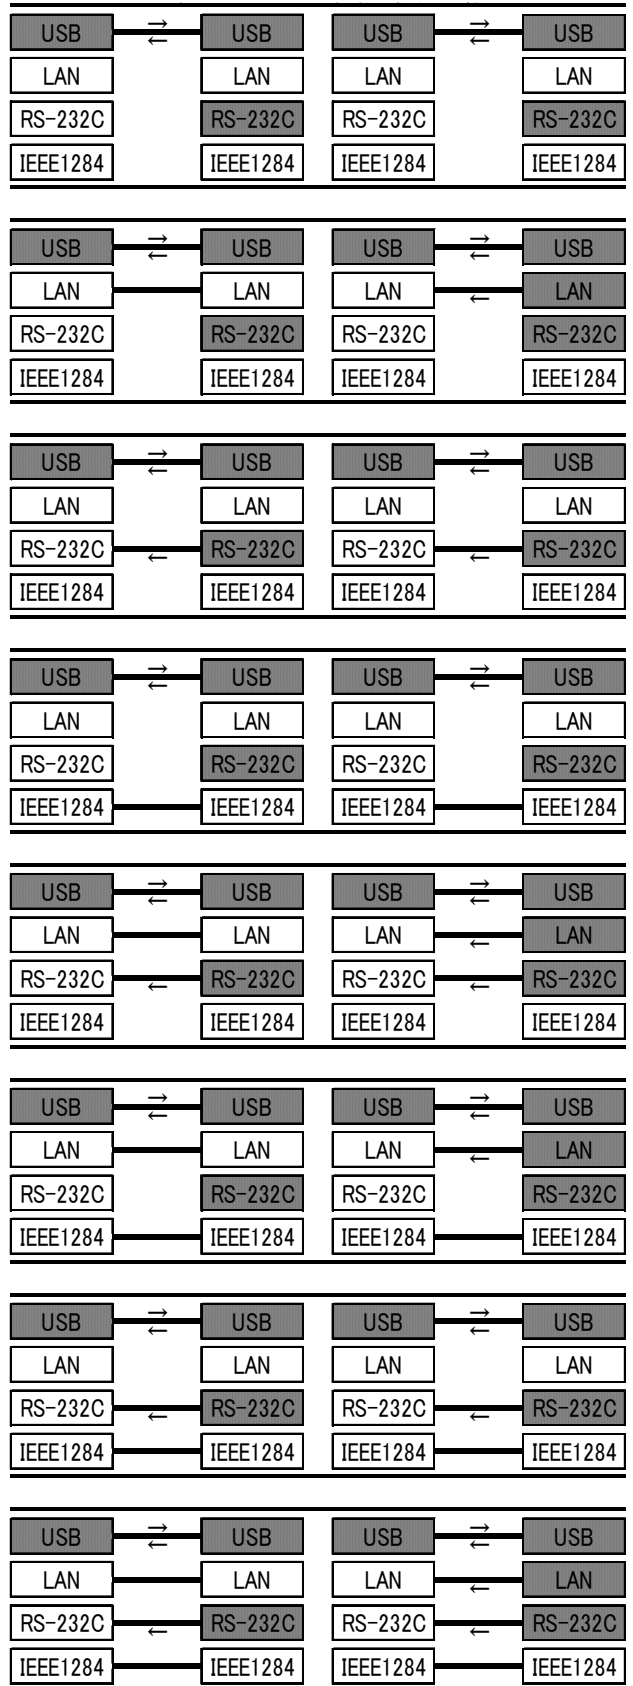 USB → ← USB USB → ← USB
LAN LAN LAN LAN
RS-232C RS-232C RS-232C RS-232C
IEEE1284 IEEE1284 IEEE1284 IEEE1284
USB → ← USB USB → ← USB
LAN LAN LAN ← LAN
RS-232C RS-232C RS-232C RS-232C
IEEE1284 IEEE1284 IEEE1284 IEEE1284
USB → ← USB USB → ← USB
LAN LAN LAN LAN
RS-232C ← RS-232C RS-232C ← RS-232C
IEEE1284 IEEE1284 IEEE1284 IEEE1284
USB → ← USB USB → ← USB
LAN LAN LAN LAN
RS-232C RS-232C RS-232C RS-232C
IEEE1284 IEEE1284 IEEE1284 IEEE1284
USB → ← USB USB → ← USB
LAN LAN LAN ← LAN
RS-232C ← RS-232C RS-232C ← RS-232C
IEEE1284 IEEE1284 IEEE1284 IEEE1284
USB → ← USB USB → ← USB
LAN LAN LAN ← LAN
RS-232C RS-232C RS-232C RS-232C
IEEE1284 IEEE1284 IEEE1284 IEEE1284
USB → ← USB USB → ← USB
LAN LAN LAN LAN
RS-232C ← RS-232C RS-232C ← RS-232C
IEEE1284 IEEE1284 IEEE1284 IEEE1284
USB → ← USB USB → ← USB
LAN LAN LAN ← LAN
RS-232C ← RS-232C RS-232C ← RS-232C
IEEE1284 IEEE1284 IEEE1284 IEEE1284